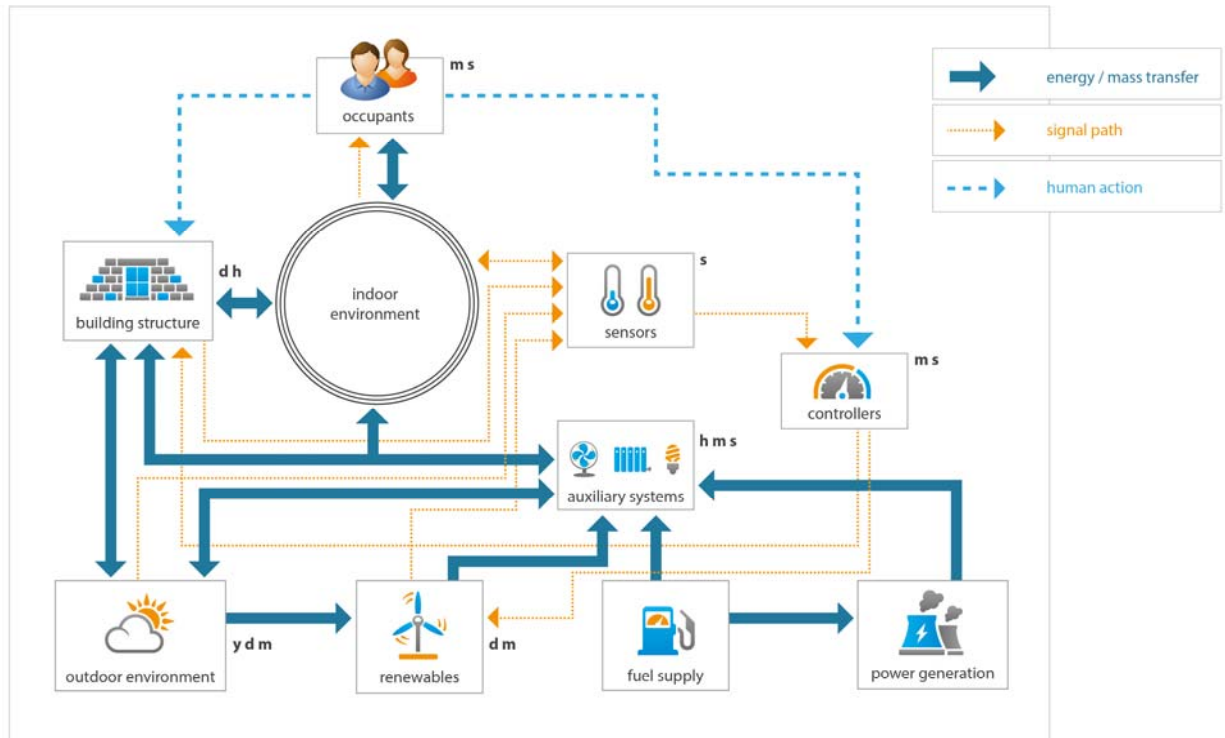 m s
occupants
energy / mass transfer
signal path
human action
d h
building structure
indoor
environment
s
sensors
m s
controllers
h m s
auxiliary systems
y d m
outdoor environment
d m
renewables
fuel supply
power generation